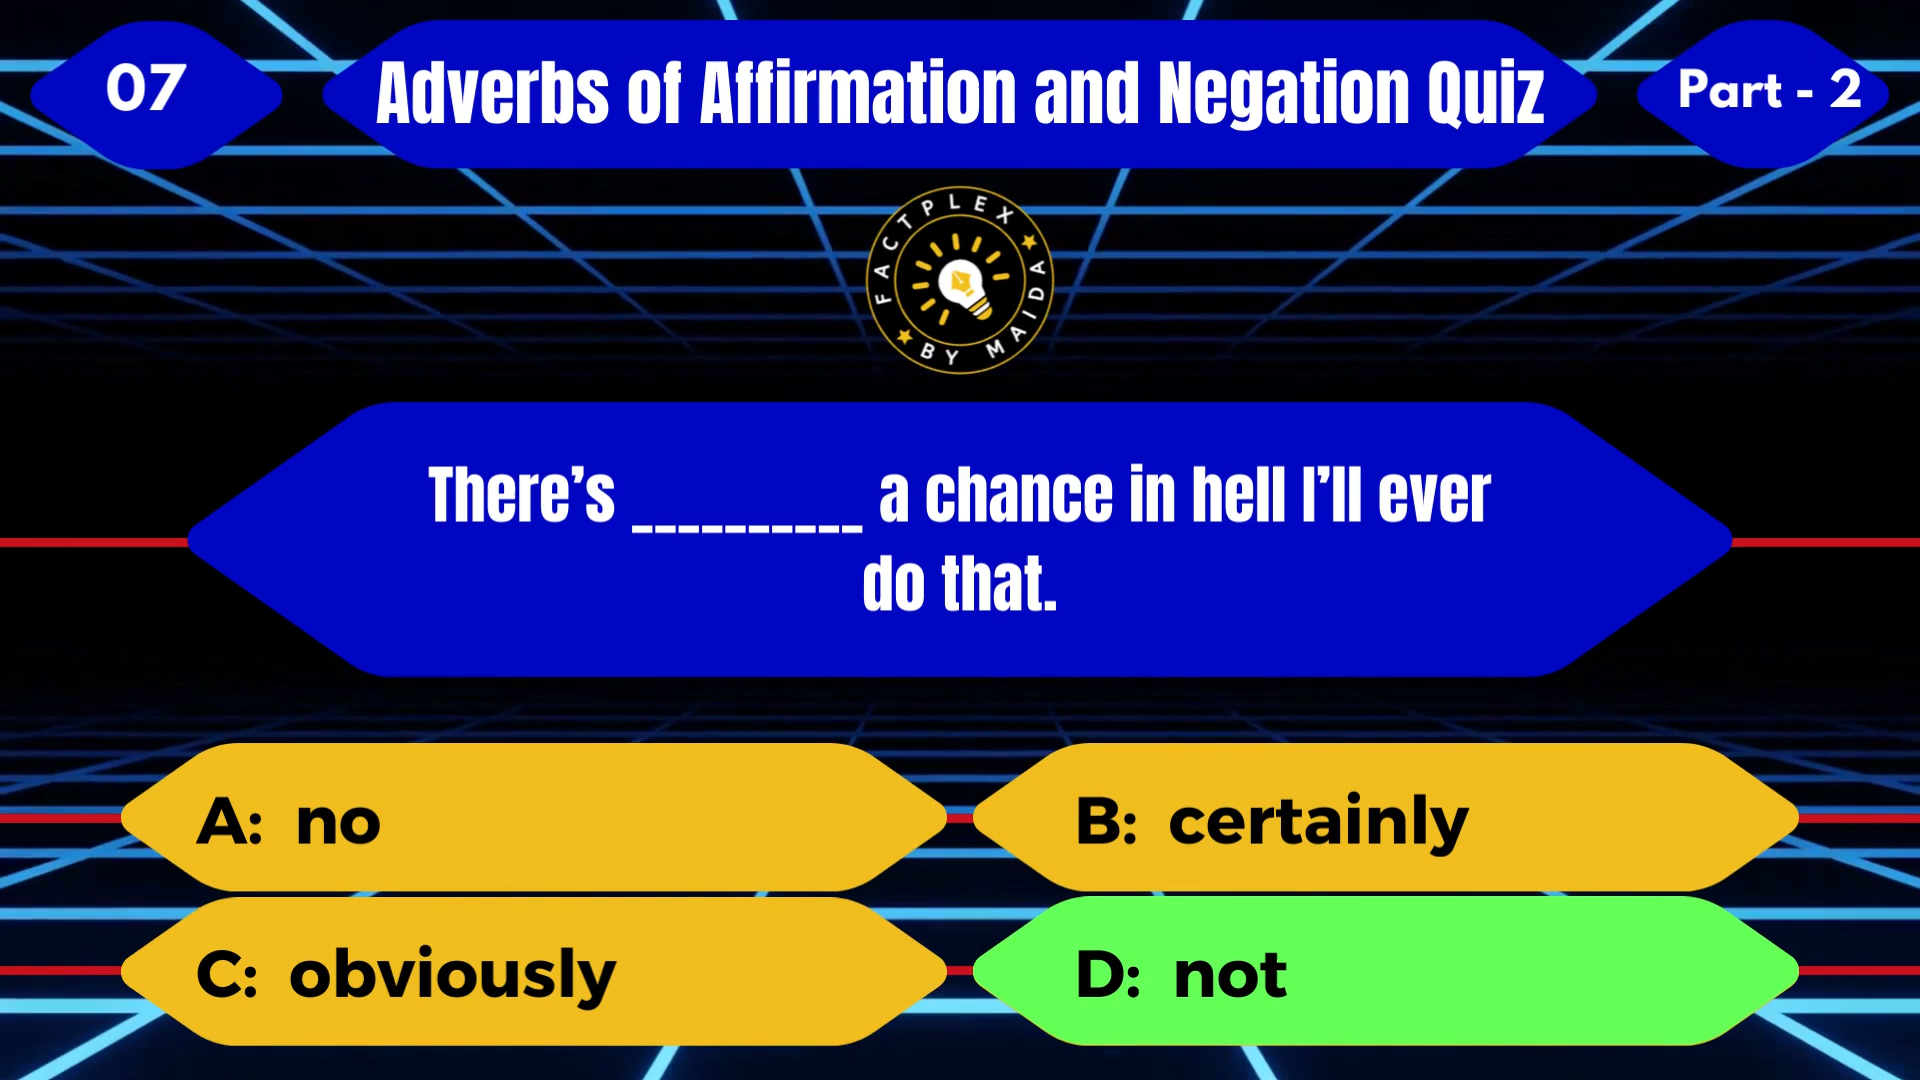 07
Adverbs of Affirmation and Negation Quiz
Part - 2
FACTPLEX
BY MAIDA
There’s __________ a chance in hell I’ll ever
do that.
A: no
B: certainly
C: obviously
D: not